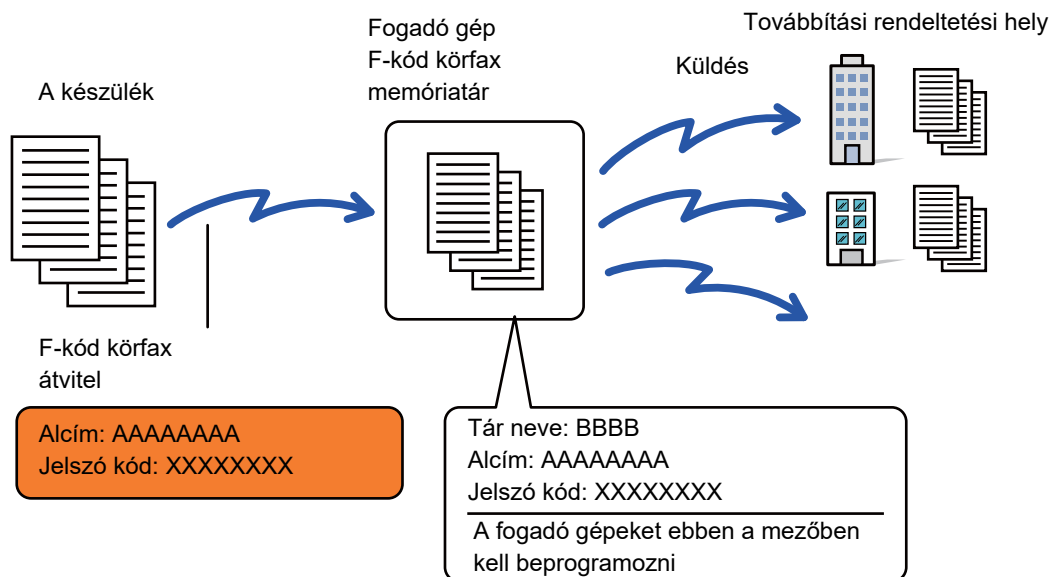 A készülék
Fogadó gép
F-kód körfax
memóriatár
Küldés
Továbbítási rendeltetési hely
F-kód körfax
átvitel
Alcím: AAAAAAAA
Jelszó kód: XXXXXXXX
Tár neve: BBBB
Alcím: AAAAAAAA
Jelszó kód: XXXXXXXX
A fogadó gépeket ebben a mezőben
kell beprogramozni